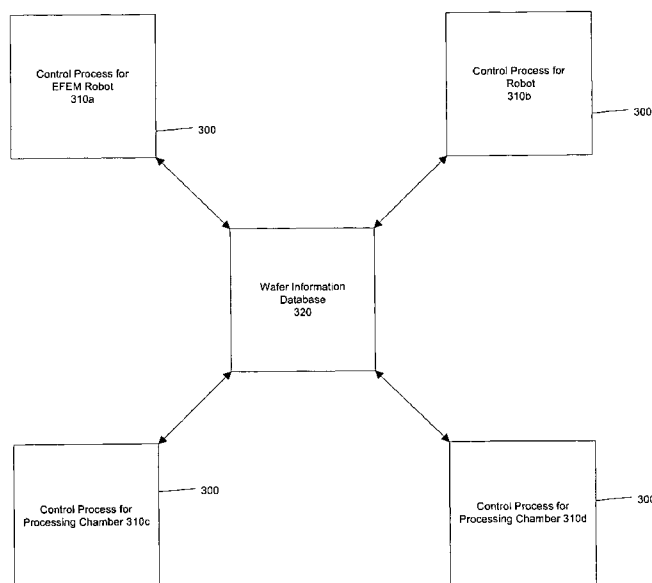 Control Process for
EFEM Robot
310a
300
Control Process for
Robot
310b
300
Wafer Information
Database
320
Control Process for
Processing Chamber 310c
300
Control Process for
Processing Chamber 310d
300